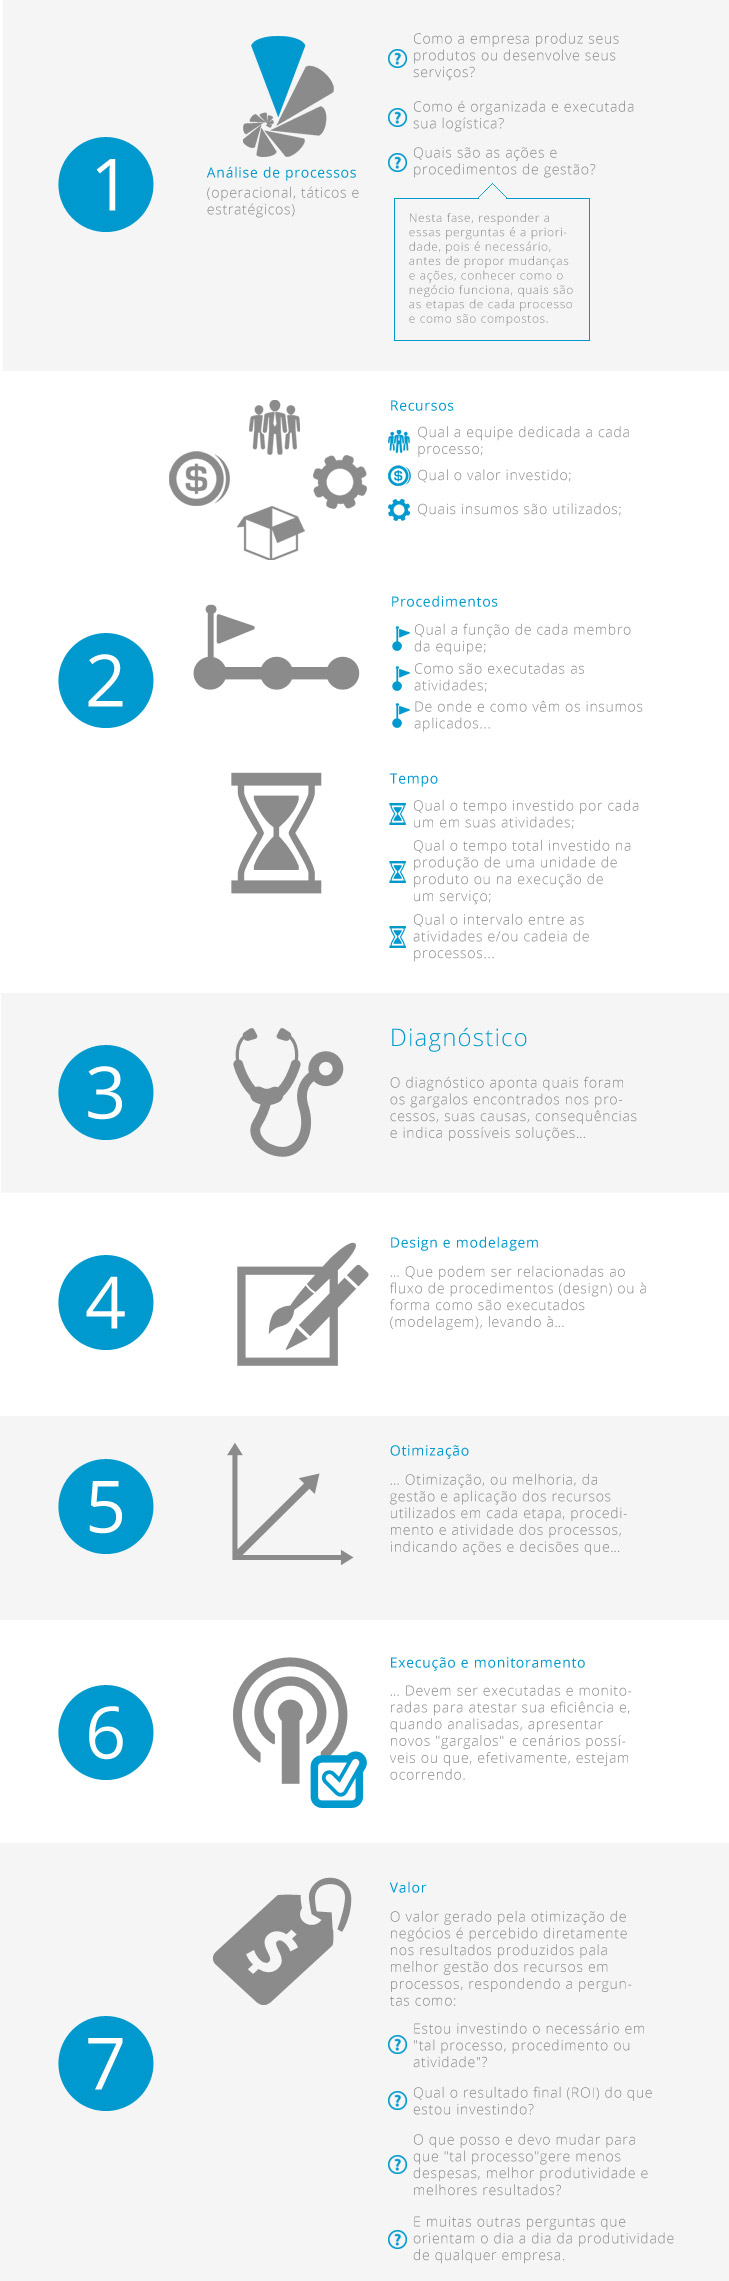 1
Análise de processos
(operacional, táticos e
estratégicos)
Como a empresa produz seus
produtos ou desenvolve seus
serviços?
Como é organizada e executada
sua logística?
Quais são as ações e
procedimentos de gestão?
Nesta fase, responder a
essas perguntas é a priori-
dade, pois é necessário,
antes de propor mudanças
e ações, conhecer como o
negócio funciona, quais são
as etapas de cada processo
e como são compostos.
2
Recursos
Qual a equipe dedicada a cada
processo;
Qual o valor investido;
Quais insumos são utilizados;
Procedimentos
Qual a função de cada membro
da equipe;
Como são executadas as
atividades;
De onde e como vêm os insumos
aplicados...
Tempo
Qual o tempo investido por cada
um em suas atividades;
Qual o tempo total investido na
produção de uma unidade de
produto ou na execução de
um serviço;
Qual o intervalo entre as
atividades e/ou cadeia de
processos...
3
Diagnóstico
O diagnóstico aponta quais foram
os gargalos encontrados nos pro-
cessos, suas causas, consequências
e indica possíveis soluções...
4
Design e modelagem
... Que podem ser relacionadas ao
fluxo de procedimentos (design) ou à
forma como são executados
(modelagem), levando à...
5
Otimização
... Otimização, ou melhoria, da
gestão e aplicação dos recursos
utilizados em cada etapa, procedi-
mento e atividade dos processos,
indicando ações e decisões que...
6
Execução e monitoramento
... Devem ser executadas e monito-
radas para atestar sua eficiência e,
quando analisadas, apresentar
novos "gargalos" e cenários possí-
veis ou que, efetivamente, estejam
ocorrendo.
7
Valor
O valor gerado pela otimização de
negócios é percebido diretamente
nos resultados produzidos pala
melhor gestão dos recursos em
processos, respondendo a pergun-
tas como:
Estou investindo o necessário em
"tal processo, procedimento ou
atividade"?
Qual o resultado final (ROI) do que
estou investindo?
O que posso e devo mudar para
que "tal processo"gere menos
despesas, melhor produtividade e
melhores resultados?
E muitas outras perguntas que
orientam o dia a dia da produtividade
de qualquer empresa.